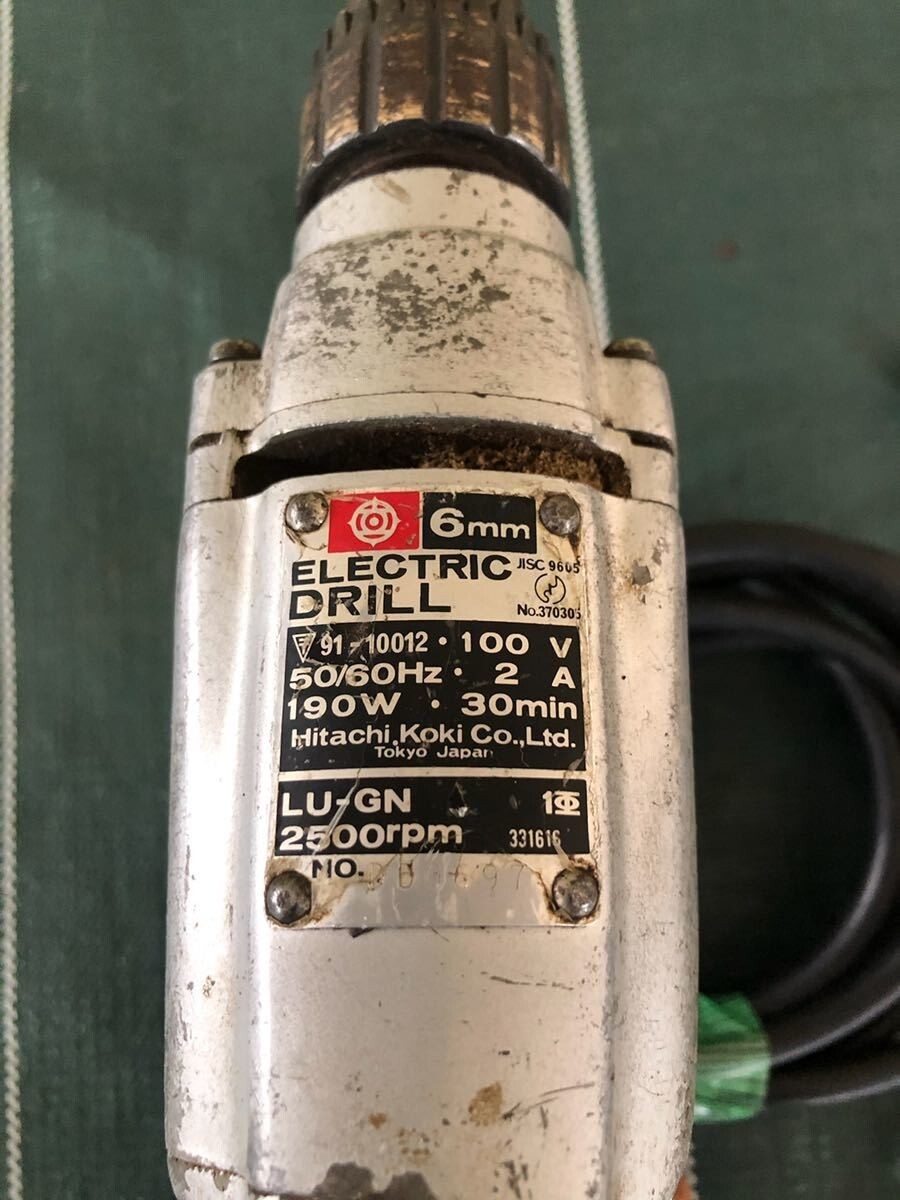 6mm
ELECTRIC JISC 9605
DRILL No.370305
91-10012・100 V
50/60Hz・2 A
190W・30min
Hitachi Koki Co.,Ltd.
Tokyo Japan
LU-GN
2500rpm 331616
NO.